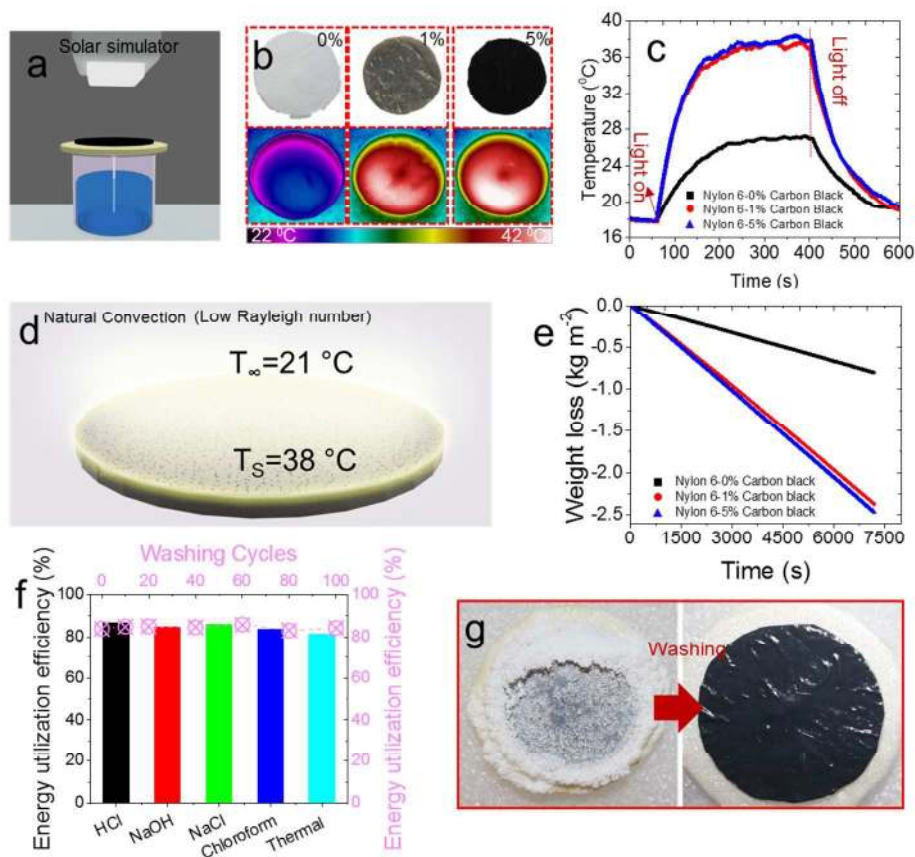 a
Solar simulator
b
0%
1%
5%
22 ⁰C
42 ⁰C
c
Temperature (⁰C)
40
36
32
28
24
20
16
Light on
Light off
Nylon 6-0% Carbon Black
Nylon 6-1% Carbon Black
Nylon 6-5% Carbon Black
0 100 200 300 400 500 600
Time (s)
d
Natural Convection (Low Rayleigh number)
T∞=21 °C
TS=38 °C
e
Weight loss (kg m⁻²)
0.0
-0.5
-1.0
-1.5
-2.0
-2.5
Nylon 6-0% Carbon black
Nylon 6-1% Carbon black
Nylon 6-5% Carbon black
0 1500 3000 4500 6000 7500
Time (s)
f
Washing Cycles
0 20 40 60 80 100
Energy utilization efficiency (%)
100
80
60
40
20
0
100
80
60
40
20
0
Energy utilization efficiency (%)
HCl
NaOH
NaCl
Chloroform
Thermal
g
Washing